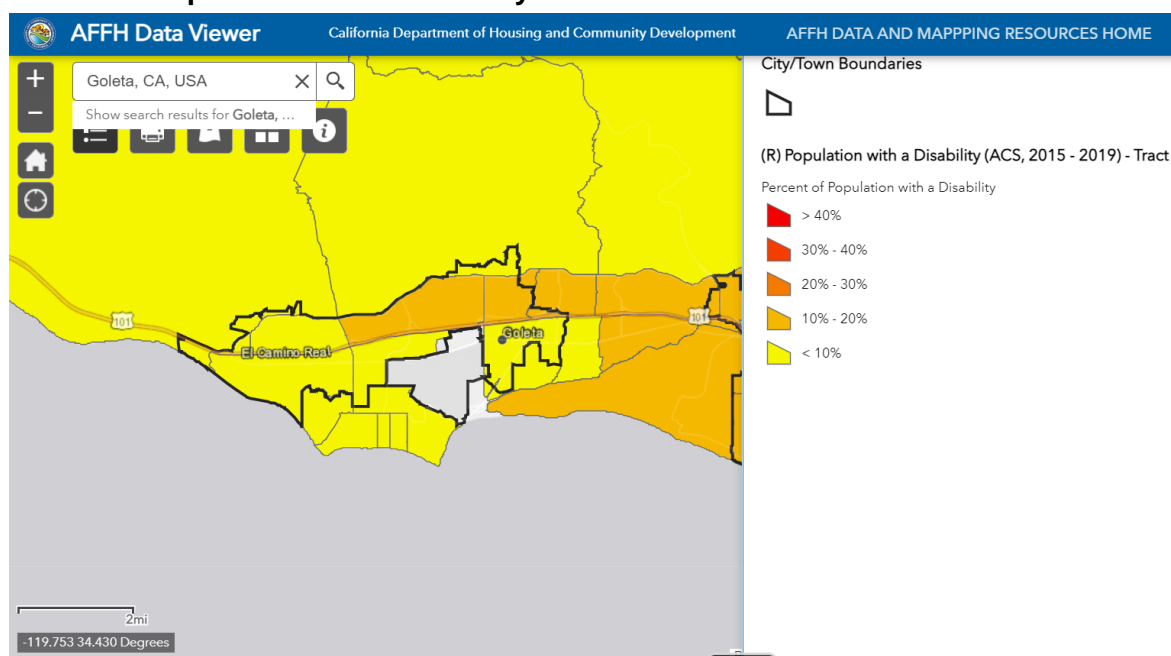 AFFH Data Viewer
California Department of Housing and Community Development
AFFH DATA AND MAPPPING RESOURCES HOME
+
Goleta, CA, USA
Show search results for Goleta, ...
−
101
El Camino Real
Goleta
101
2mi
-119.753 34.430 Degrees
City/Town Boundaries
(R) Population with a Disability (ACS, 2015 - 2019) - Tract
Percent of Population with a Disability
> 40%
30% - 40%
20% - 30%
10% - 20%
< 10%